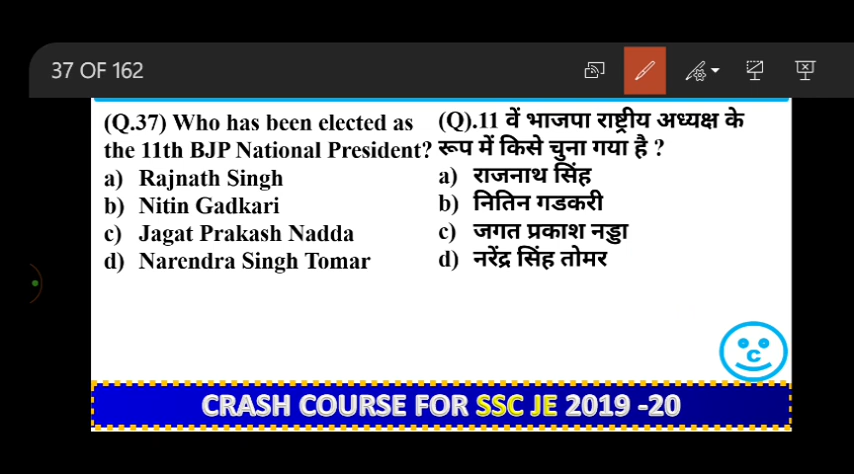 37 OF 162
(Q.37) Who has been elected as
the 11th BJP National President?
a) Rajnath Singh
b) Nitin Gadkari
c) Jagat Prakash Nadda
d) Narendra Singh Tomar
(Q).11 वें भाजपा राष्ट्रीय अध्यक्ष के
रूप में किसे चुना गया है ?
a) राजनाथ सिंह
b) नितिन गडकरी
c) जगत प्रकाश नड्डा
d) नरेंद्र सिंह तोमर
C
CRASH COURSE FOR SSC JE 2019 -20